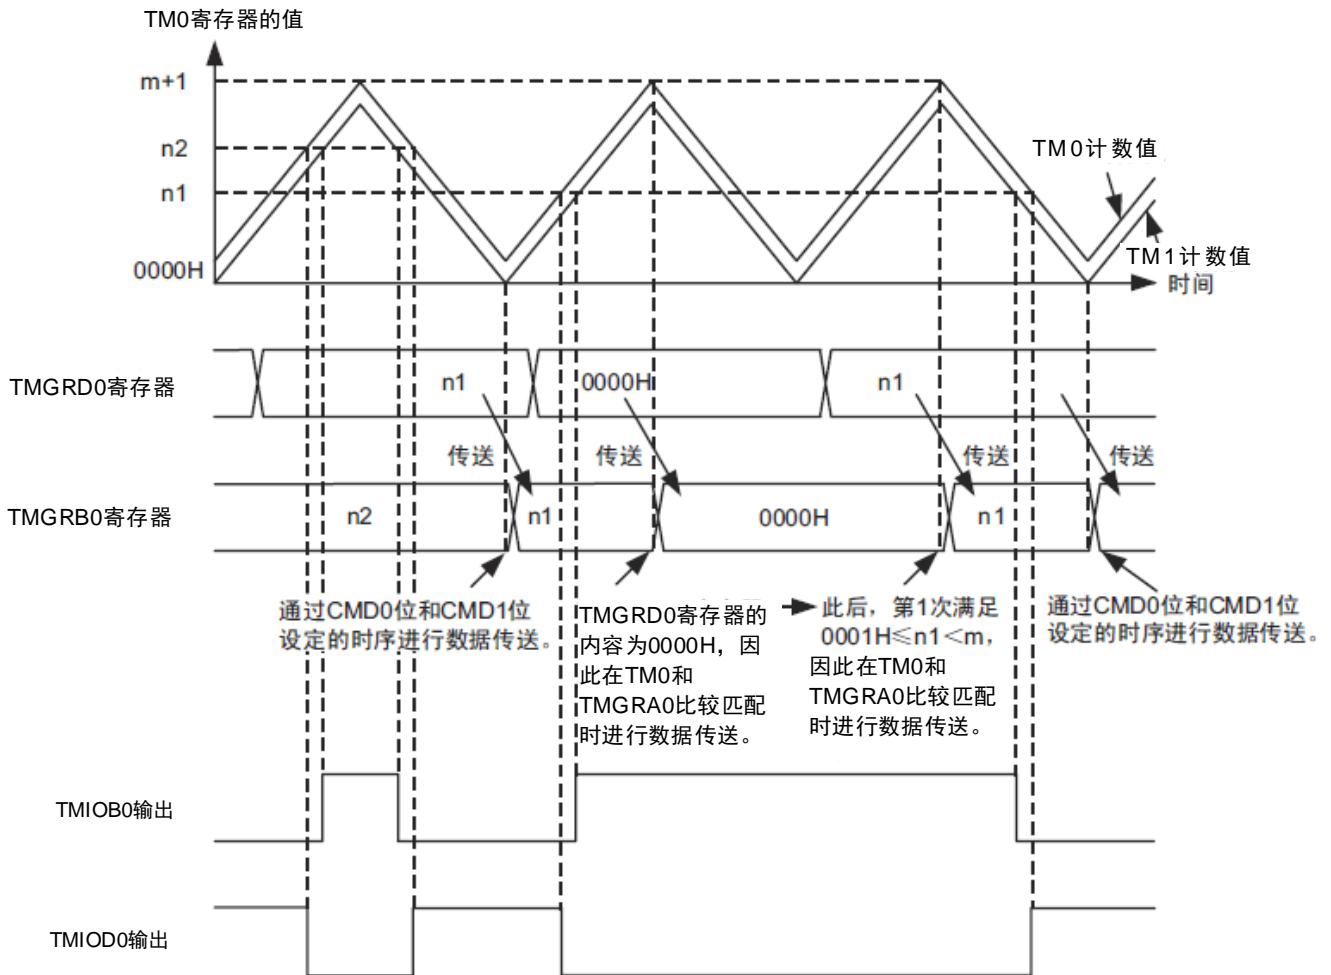 TM0寄存器的值
m+1
n2
n1
0000H
TM0计数值
TM1计数值
时间
TMGRD0寄存器
n1
0000H
n1
传送
传送
传送
传送
TMGRB0寄存器
n2
n1
0000H
n1
通过CMD0位和CMD1位
设定的时序进行数据传送。
TMGRD0寄存器的
内容为0000H，因
此在TM0和
TMGRA0比较匹配
时进行数据传送。
此后，第1次满足
0001H≤n1<m，
因此在TM0和
TMGRA0比较匹配
时进行数据传送。
通过CMD0位和CMD1位
设定的时序进行数据传送。
TMIOB0输出
TMIOD0输出